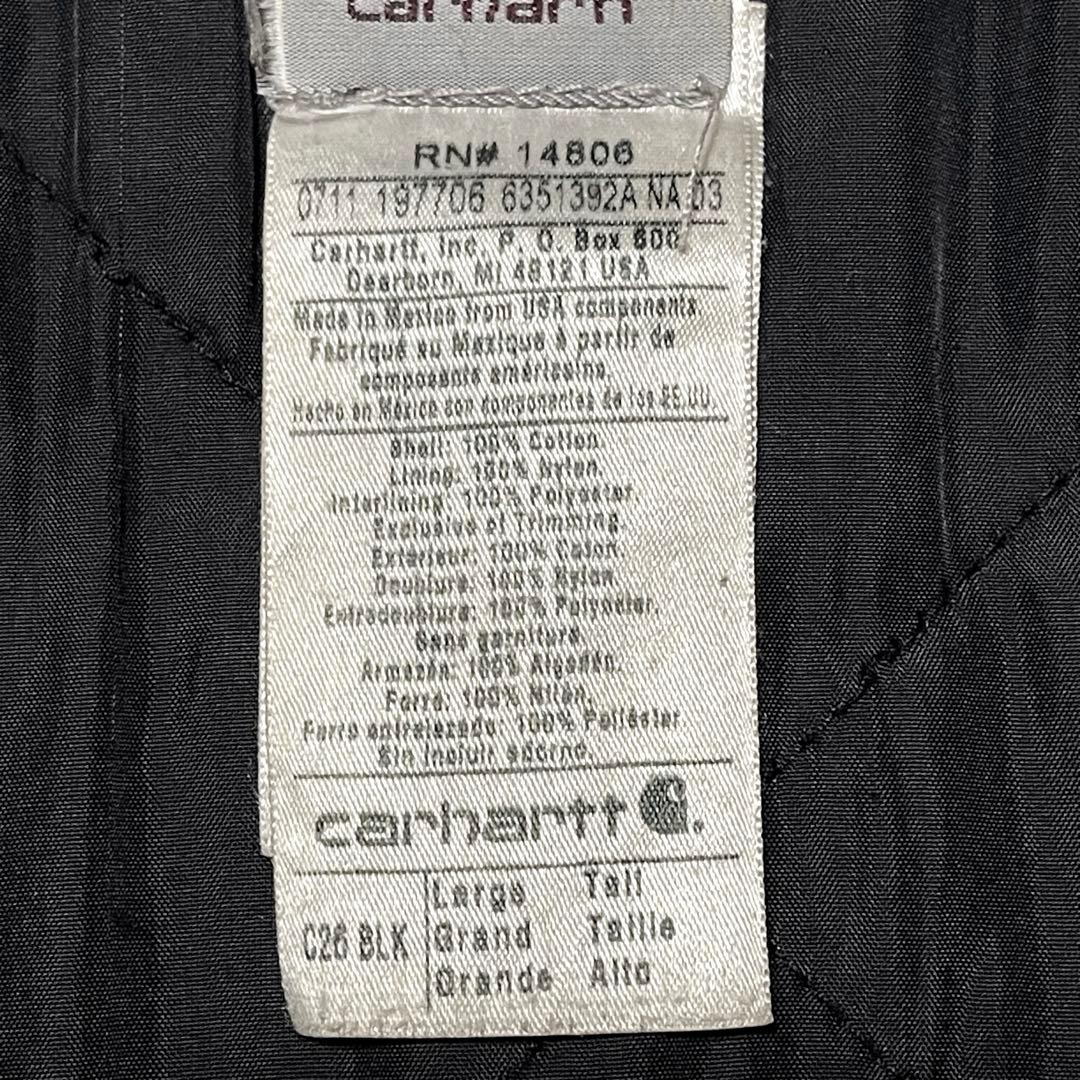 carhartt
RN# 14806
0711 197706 6351392A NA 03
Carhartt, Inc. P. O. Box 600
Dearborn, MI 48121 USA
Made in Mexico from USA components.
Fabriqué au Mexique à partir de
composants américains.
Hecho en México con componentes de los EE.UU.
Shell: 100% Cotton.
Lining: 100% Nylon.
Interlining: 100% Polyester.
Exclusive of Trimming.
Extérieur: 100% Coton.
Doublure: 100% Nylon.
Entredoublure: 100% Polyester.
Sans garniture.
Armazón: 100% Algodón.
Forro: 100% Nilón.
Forro entrelazado: 100% Poliéster.
Sin incluir adorno.
carhartt
C26 BLK
Large Tall
Grand Taille
Grande Alto